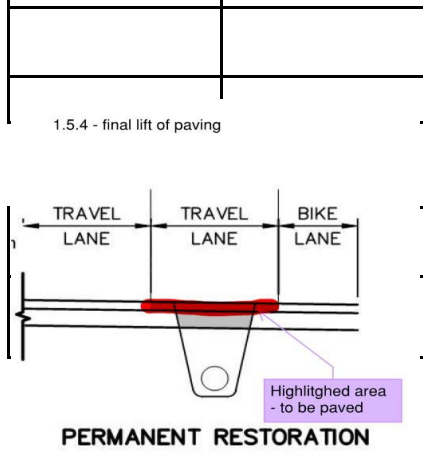 1.5.4 - final lift of paving
TRAVEL TRAVEL BIKE
LANE LANE LANE
Highlitghed area
- to be paved
PERMANENT RESTORATION